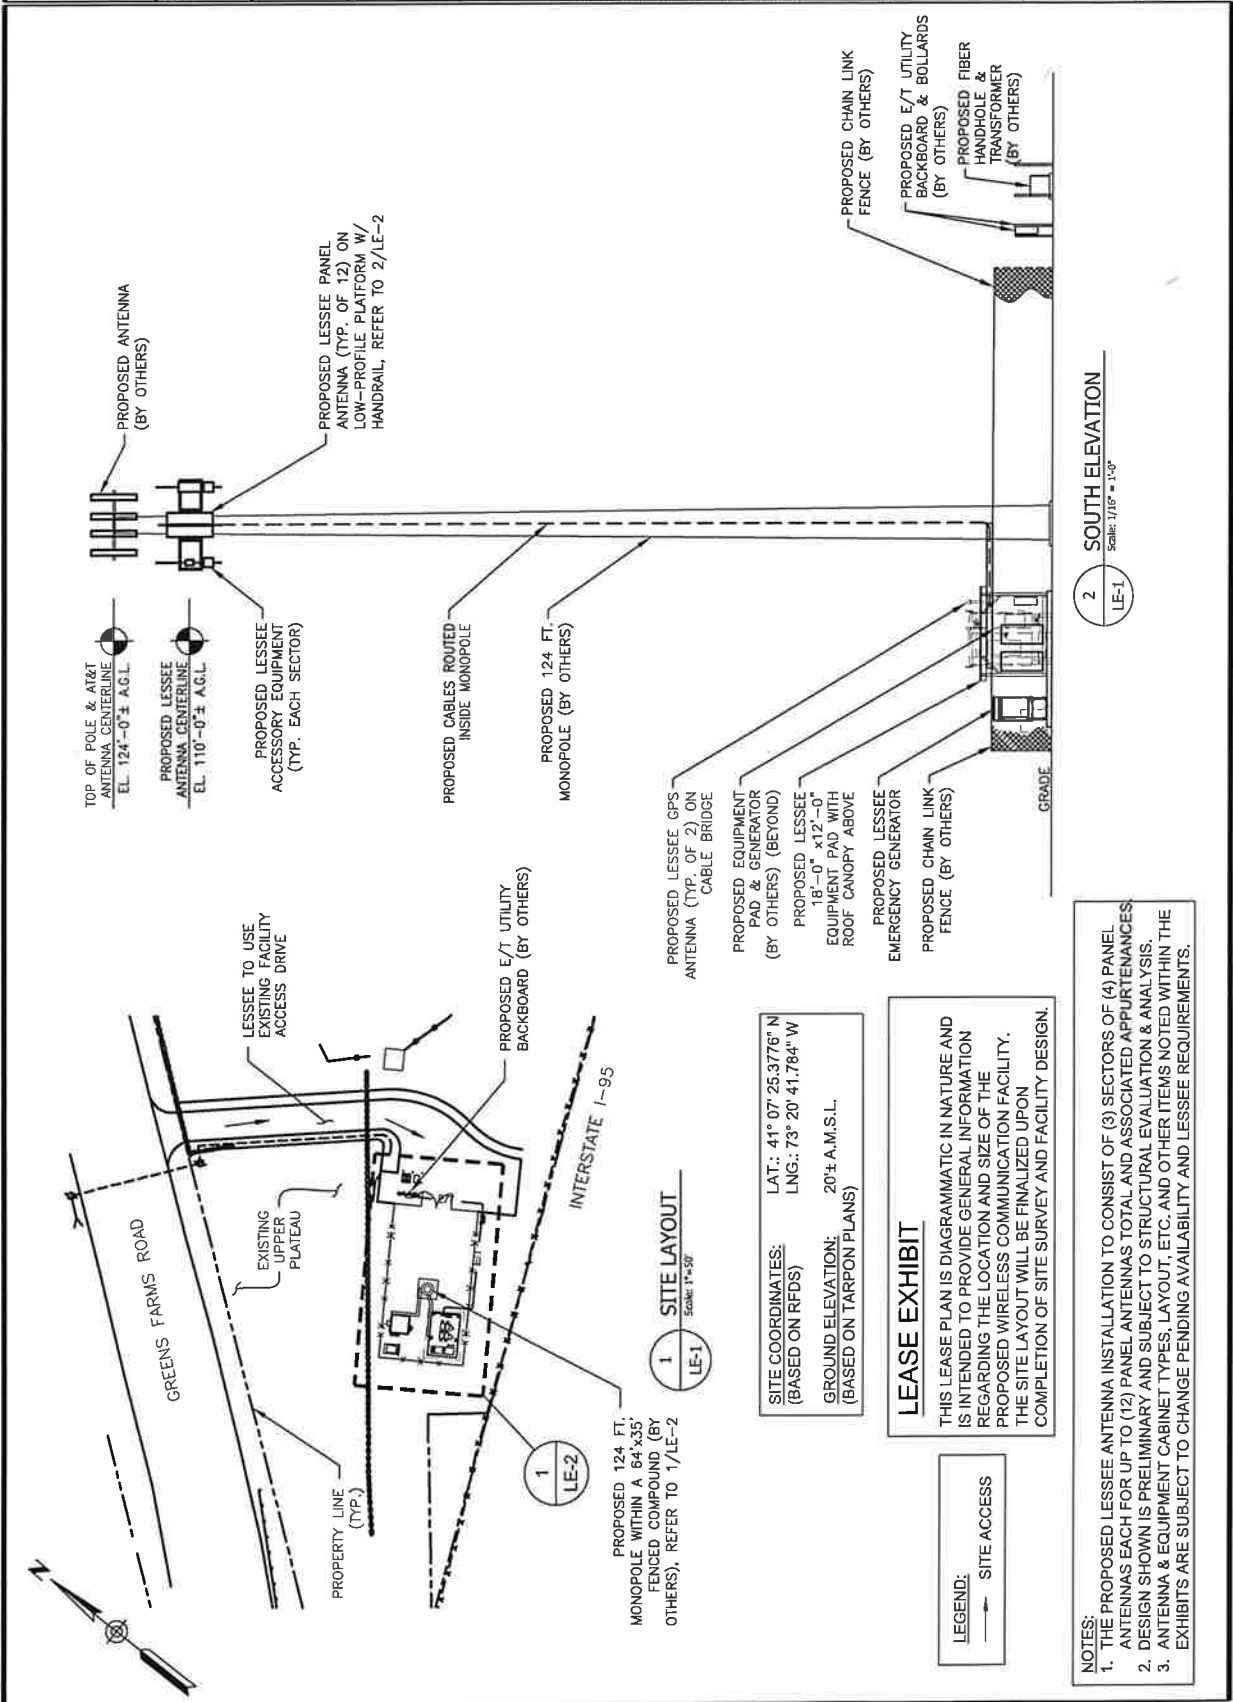 GREENS FARMS ROAD
PROPERTY LINE
(TYP.)
EXISTING
UPPER
PLATEAU
LESSEE TO USE
EXISTING FACILITY
ACCESS DRIVE
PROPOSED E/T UTILITY
BACKBOARD (BY OTHERS)
INTERSTATE I-95
N
1
LE-2
PROPOSED 124 FT.
MONOPOLE WITHIN A 64'x35'
FENCED COMPOUND (BY
OTHERS), REFER TO 1/LE-2
1
LE-1
SITE LAYOUT
Scale: 1"=50'
TOP OF POLE & AT&T
ANTENNA CENTERLINE
EL. 124'-0"± A.G.L.
PROPOSED LESSEE
ANTENNA CENTERLINE
EL. 110'-0"± A.G.L.
PROPOSED ANTENNA
(BY OTHERS)
PROPOSED LESSEE
ACCESSORY EQUIPMENT
(TYP. EACH SECTOR)
PROPOSED LESSEE PANEL
ANTENNA (TYP. OF 12) ON
LOW-PROFILE PLATFORM W/
HANDRAIL, REFER TO 2/LE-2
PROPOSED CABLES ROUTED
INSIDE MONOPOLE
PROPOSED 124 FT.
MONOPOLE (BY OTHERS)
PROPOSED LESSEE GPS
ANTENNA (TYP. OF 2) ON
CABLE BRIDGE
PROPOSED EQUIPMENT
PAD & GENERATOR
(BY OTHERS) (BEYOND)
PROPOSED LESSEE
18'-0" x12'-0"
EQUIPMENT PAD WITH
ROOF CANOPY ABOVE
PROPOSED LESSEE
EMERGENCY GENERATOR
PROPOSED CHAIN LINK
FENCE (BY OTHERS)
GRADE
PROPOSED CHAIN LINK
FENCE (BY OTHERS)
PROPOSED E/T UTILITY
BACKBOARD & BOLLARDS
(BY OTHERS)
PROPOSED FIBER
HANDHOLE &
TRANSFORMER
(BY OTHERS)
2
LE-1
SOUTH ELEVATION
Scale: 1/16" = 1'-0"
SITE COORDINATES: LAT.: 41° 07' 25.3776" N
(BASED ON RFDS) LNG.: 73° 20' 41.784" W
GROUND ELEVATION: 20'± A.M.S.L.
(BASED ON TARPON PLANS)
LEASE EXHIBIT
THIS LEASE PLAN IS DIAGRAMMATIC IN NATURE AND
IS INTENDED TO PROVIDE GENERAL INFORMATION
REGARDING THE LOCATION AND SIZE OF THE
PROPOSED WIRELESS COMMUNICATION FACILITY.
THE SITE LAYOUT WILL BE FINALIZED UPON
COMPLETION OF SITE SURVEY AND FACILITY DESIGN.
LEGEND:
SITE ACCESS
NOTES:
1. THE PROPOSED LESSEE ANTENNA INSTALLATION TO CONSIST OF (3) SECTORS OF (4) PANEL
ANTENNAS EACH FOR UP TO (12) PANEL ANTENNAS TOTAL AND ASSOCIATED APPURTENANCES.
2. DESIGN SHOWN IS PRELIMINARY AND SUBJECT TO STRUCTURAL EVALUATION & ANALYSIS.
3. ANTENNA & EQUIPMENT CABINET TYPES, LAYOUT, ETC. AND OTHER ITEMS NOTED WITHIN THE
EXHIBITS ARE SUBJECT TO CHANGE PENDING AVAILABILITY AND LESSEE REQUIREMENTS.